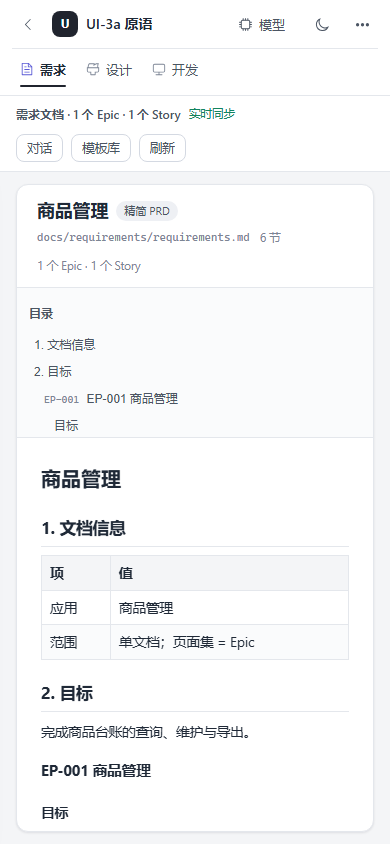 U UI-3a 原语 模型
需求 设计 开发
需求文档 · 1 个 Epic · 1 个 Story 实时同步
对话 模板库 刷新
商品管理 精简 PRD
docs/requirements/requirements.md 6 节
1 个 Epic · 1 个 Story
目录
1. 文档信息
2. 目标
EP-001 EP-001 商品管理
目标
商品管理
1. 文档信息
项 值
应用 商品管理
范围 单文档；页面集 = Epic
2. 目标
完成商品台账的查询、维护与导出。
EP-001 商品管理
目标